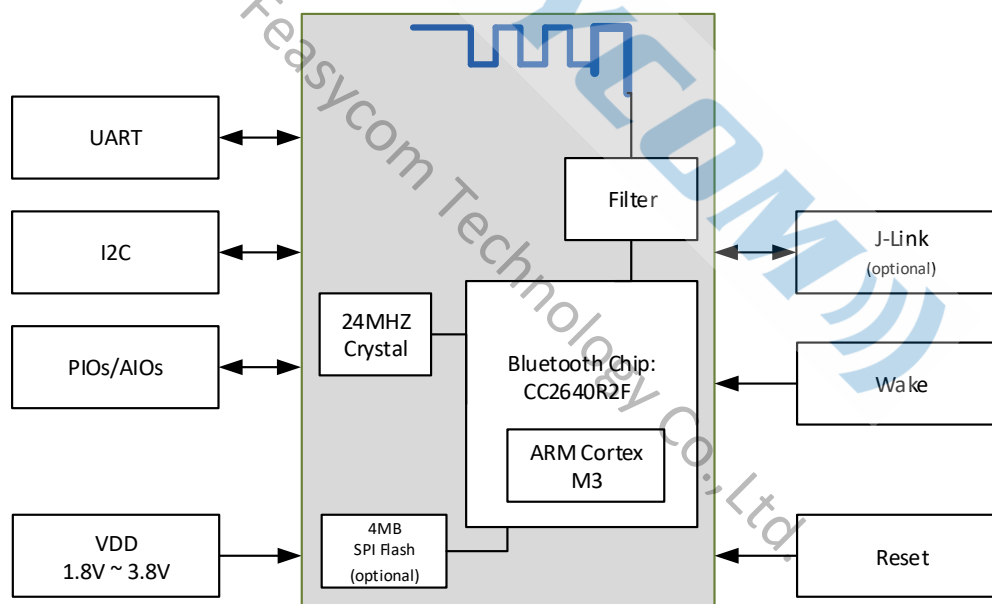 UART
I2C
PIOs/AIOs
VDD
1.8V ~ 3.8V
Filter
24MHZ
Crystal
Bluetooth Chip:
CC2640R2F
ARM Cortex
M3
4MB
SPI Flash
(optional)
J-Link
(optional)
Wake
Reset
Feasycom Technology Co., Ltd.
YCOM